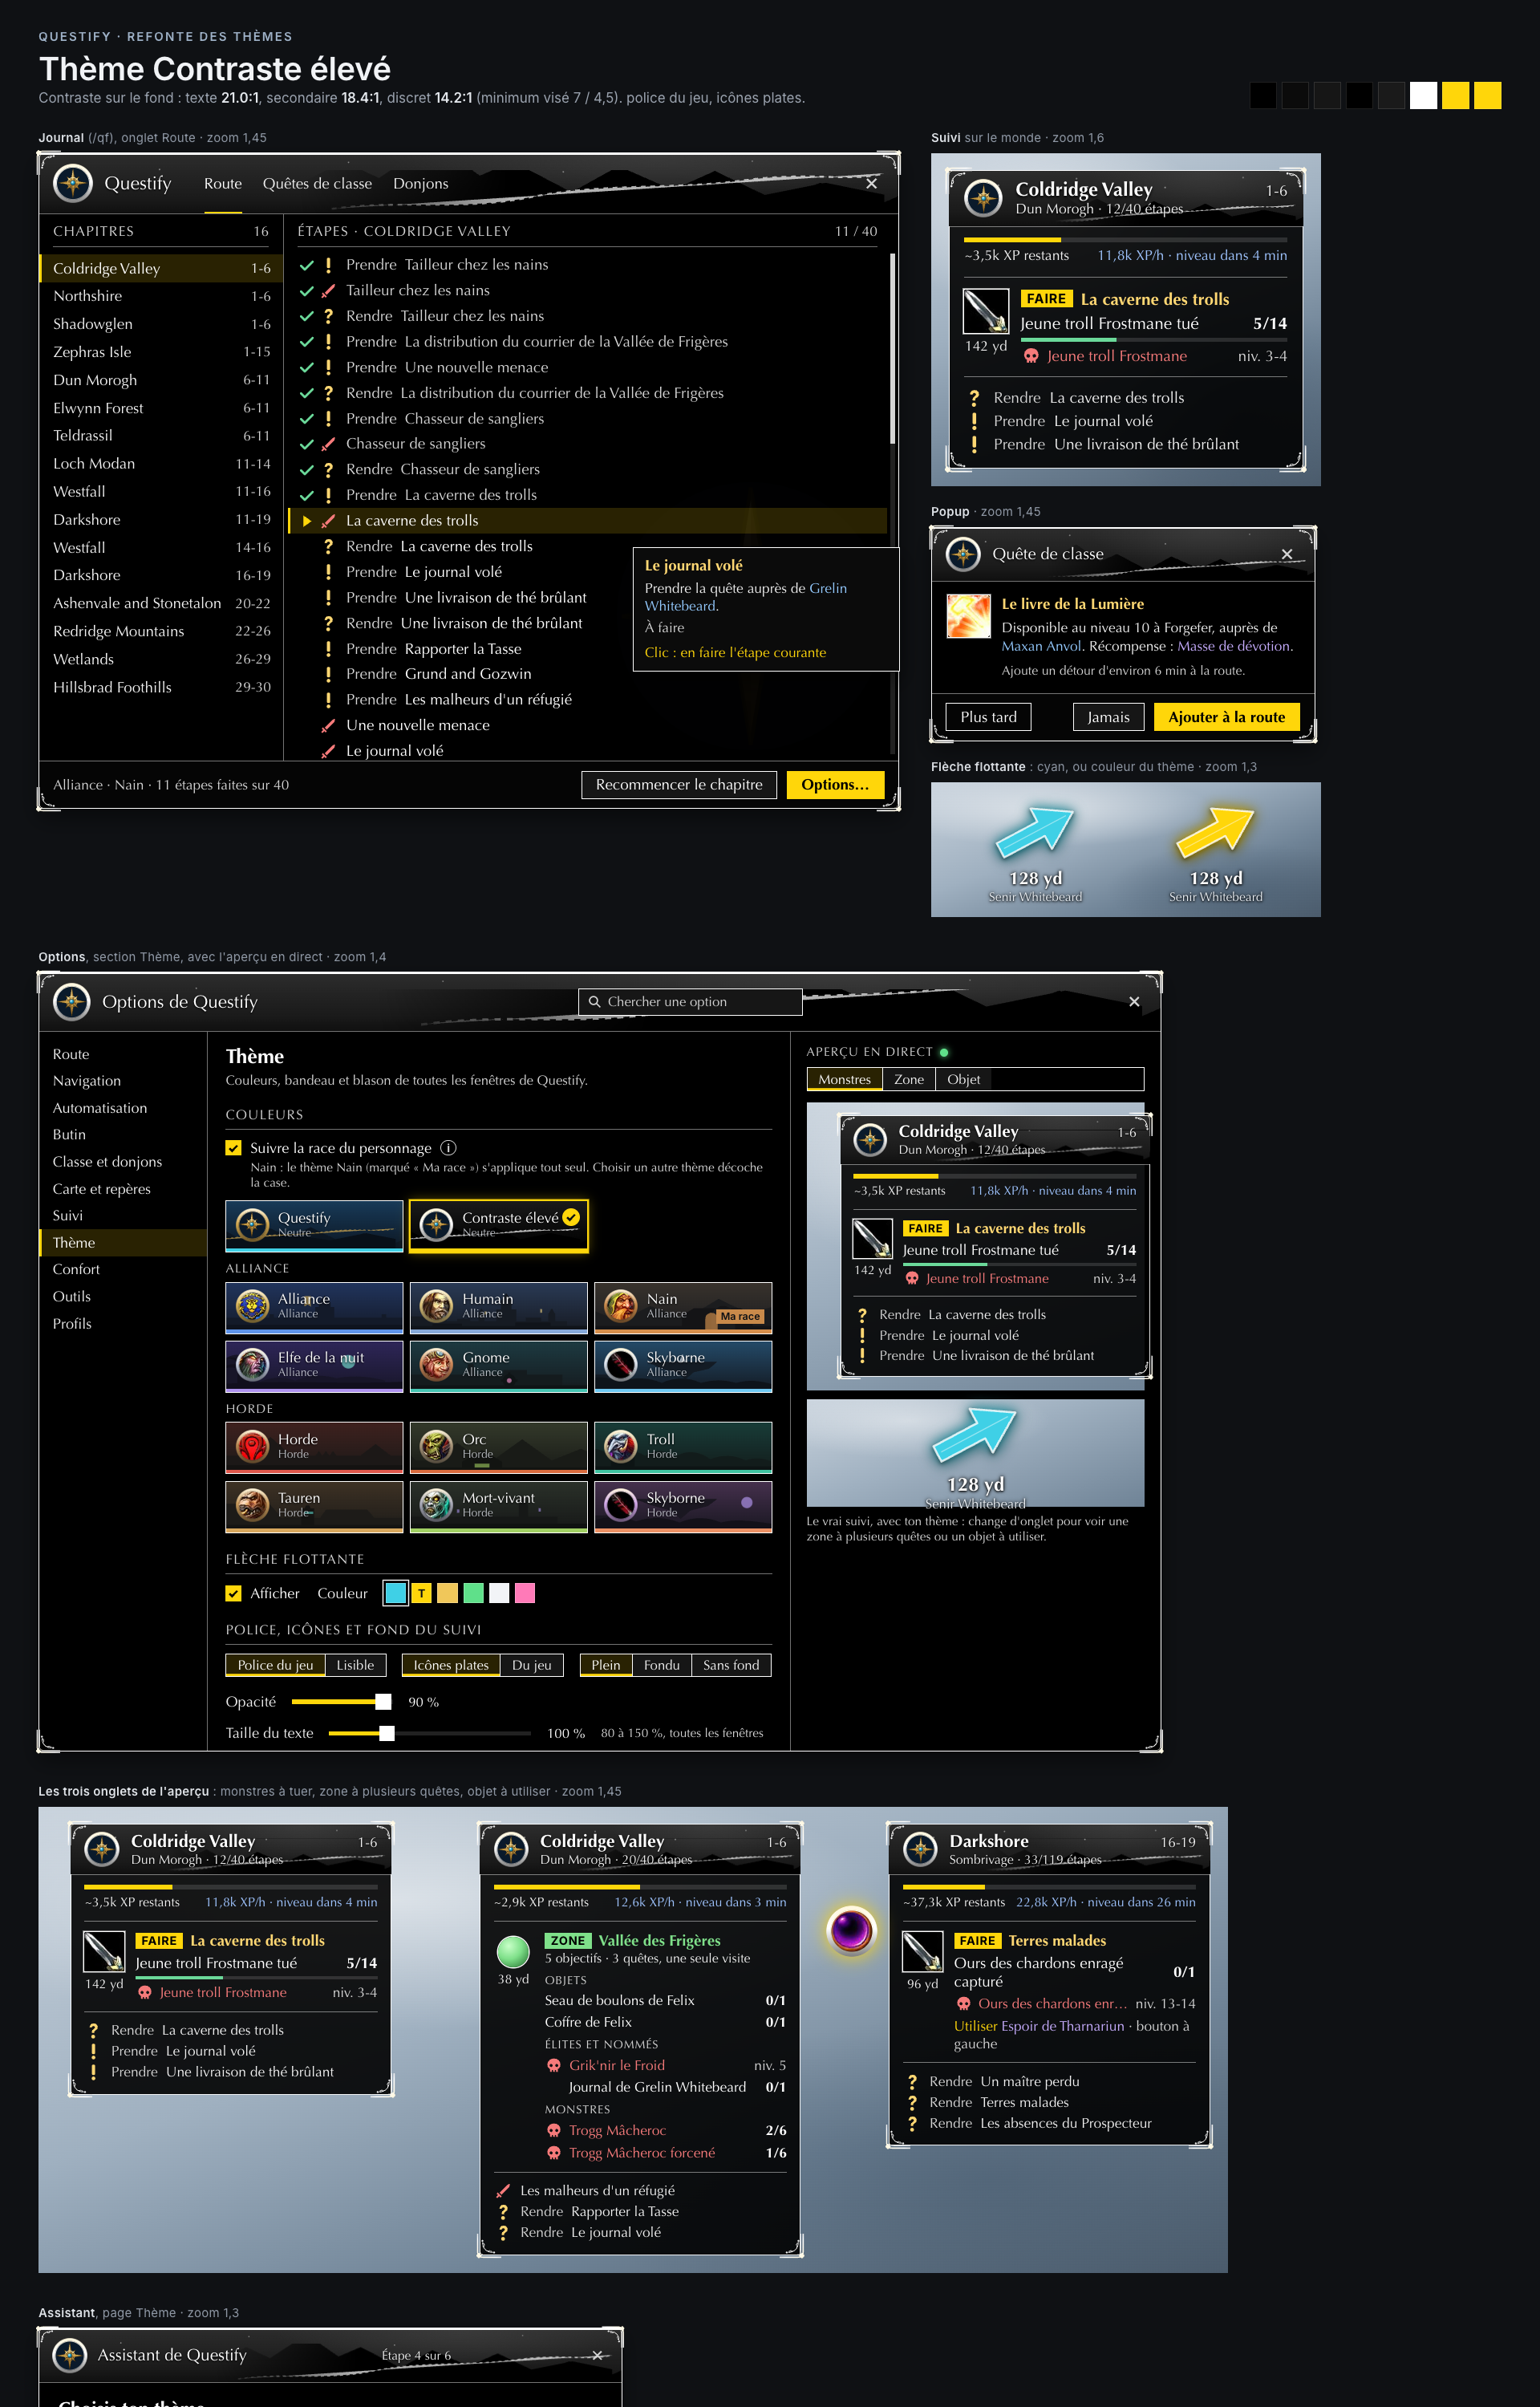 QUESTIFY · REFONTE DES THÈMES
Thème Contraste élevé
Contraste sur le fond : texte 21.0:1, secondaire 18.4:1, discret 14.2:1 (minimum visé 7 / 4,5). police du jeu, icônes plates.
Journal (/qf), onglet Route · zoom 1,45
Questify
Route Quêtes de classe Donjons
CHAPITRES 16
Coldridge Valley 1-6
Northshire 1-6
Shadowglen 1-6
Zephras Isle 1-15
Dun Morogh 6-11
Elwynn Forest 6-11
Teldrassil 6-11
Loch Modan 11-14
Westfall 11-16
Darkshore 11-19
Westfall 14-16
Darkshore 16-19
Ashenvale and Stonetalon 20-22
Redridge Mountains 22-26
Wetlands 26-29
Hillsbrad Foothills 29-30
ÉTAPES · COLDRIDGE VALLEY 11 / 40
Prendre Tailleur chez les nains
Tailleur chez les nains
Rendre Tailleur chez les nains
Prendre La distribution du courrier de la Vallée de Frigères
Prendre Une nouvelle menace
Rendre La distribution du courrier de la Vallée de Frigères
Prendre Chasseur de sangliers
Chasseur de sangliers
Rendre Chasseur de sangliers
Prendre La caverne des trolls
La caverne des trolls
Rendre La caverne des trolls
Prendre Le journal volé
Prendre Une livraison de thé brûlant
Rendre Une livraison de thé brûlant
Prendre Rapporter la Tasse
Prendre Grund and Gozwin
Prendre Les malheurs d'un réfugié
Une nouvelle menace
Le journal volé
Le journal volé
Prendre la quête auprès de Grelin
Whitebeard.
À faire
Clic : en faire l'étape courante
Alliance · Nain · 11 étapes faites sur 40
Recommencer le chapitre
Options…
Suivi sur le monde · zoom 1,6
Coldridge Valley 1-6
Dun Morogh · 12/40 étapes
~3,5k XP restants 11,8k XP/h · niveau dans 4 min
FAIRE La caverne des trolls
Jeune troll Frostmane tué 5/14
142 yd
Jeune troll Frostmane niv. 3-4
Rendre La caverne des trolls
Prendre Le journal volé
Prendre Une livraison de thé brûlant
Popup · zoom 1,45
Quête de classe
Le livre de la Lumière
Disponible au niveau 10 à Forgefer, auprès de
Maxan Anvol. Récompense : Masse de dévotion.
Ajoute un détour d'environ 6 min à la route.
Plus tard Jamais Ajouter à la route
Flèche flottante : cyan, ou couleur du thème · zoom 1,3
128 yd 128 yd
Senir Whitebeard Senir Whitebeard
Options, section Thème, avec l'aperçu en direct · zoom 1,4
Options de Questify
Chercher une option
Route
Navigation
Automatisation
Butin
Classe et donjons
Carte et repères
Suivi
Thème
Confort
Outils
Profils
Thème
Couleurs, bandeau et blason de toutes les fenêtres de Questify.
COULEURS
Suivre la race du personnage
Nain : le thème Nain (marqué « Ma race ») s'applique tout seul. Choisir un autre thème décoche
la case.
Questify
Neutre
Contraste élevé
Neutre
ALLIANCE
Alliance
Alliance
Humain
Alliance
Nain
Alliance
Ma race
Elfe de la nuit
Alliance
Gnome
Alliance
Skyborne
Alliance
HORDE
Horde
Horde
Orc
Horde
Troll
Horde
Tauren
Horde
Mort-vivant
Horde
Skyborne
Horde
FLÈCHE FLOTTANTE
Afficher Couleur T
POLICE, ICÔNES ET FOND DU SUIVI
Police du jeu Lisible Icônes plates Du jeu Plein Fondu Sans fond
Opacité 90 %
Taille du texte 100 % 80 à 150 %, toutes les fenêtres
APERÇU EN DIRECT
Monstres Zone Objet
Coldridge Valley 1-6
Dun Morogh · 12/40 étapes
~3,5k XP restants 11,8k XP/h · niveau dans 4 min
FAIRE La caverne des trolls
Jeune troll Frostmane tué 5/14
142 yd
Jeune troll Frostmane niv. 3-4
Rendre La caverne des trolls
Prendre Le journal volé
Prendre Une livraison de thé brûlant
128 yd
Senir Whitebeard
Le vrai suivi, avec ton thème : change d'onglet pour voir une
zone à plusieurs quêtes ou un objet à utiliser.
Les trois onglets de l'aperçu : monstres à tuer, zone à plusieurs quêtes, objet à utiliser · zoom 1,45
Coldridge Valley 1-6
Dun Morogh · 12/40 étapes
~3,5k XP restants 11,8k XP/h · niveau dans 4 min
FAIRE La caverne des trolls
Jeune troll Frostmane tué 5/14
142 yd
Jeune troll Frostmane niv. 3-4
Rendre La caverne des trolls
Prendre Le journal volé
Prendre Une livraison de thé brûlant
Coldridge Valley 1-6
Dun Morogh · 20/40 étapes
~2,9k XP restants 12,6k XP/h · niveau dans 3 min
ZONE Vallée des Frigères
5 objectifs · 3 quêtes, une seule visite
38 yd
OBJETS
Seau de boulons de Felix 0/1
Coffre de Felix 0/1
ÉLITES ET NOMMÉS
Grik'nir le Froid niv. 5
Journal de Grelin Whitebeard 0/1
MONSTRES
Trogg Mâcheroc 2/6
Trogg Mâcheroc forcené 1/6
Les malheurs d'un réfugié
Rendre Rapporter la Tasse
Rendre Le journal volé
Darkshore 16-19
Sombrivage · 33/119 étapes
~37,3k XP restants 22,8k XP/h · niveau dans 26 min
FAIRE Terres malades
Ours des chardons enragé
capturé 0/1
96 yd
Ours des chardons enr… niv. 13-14
Utiliser Espoir de Tharnariun · bouton à
gauche
Rendre Un maître perdu
Rendre Terres malades
Rendre Les absences du Prospecteur
Assistant, page Thème · zoom 1,3
Assistant de Questify
Étape 4 sur 6